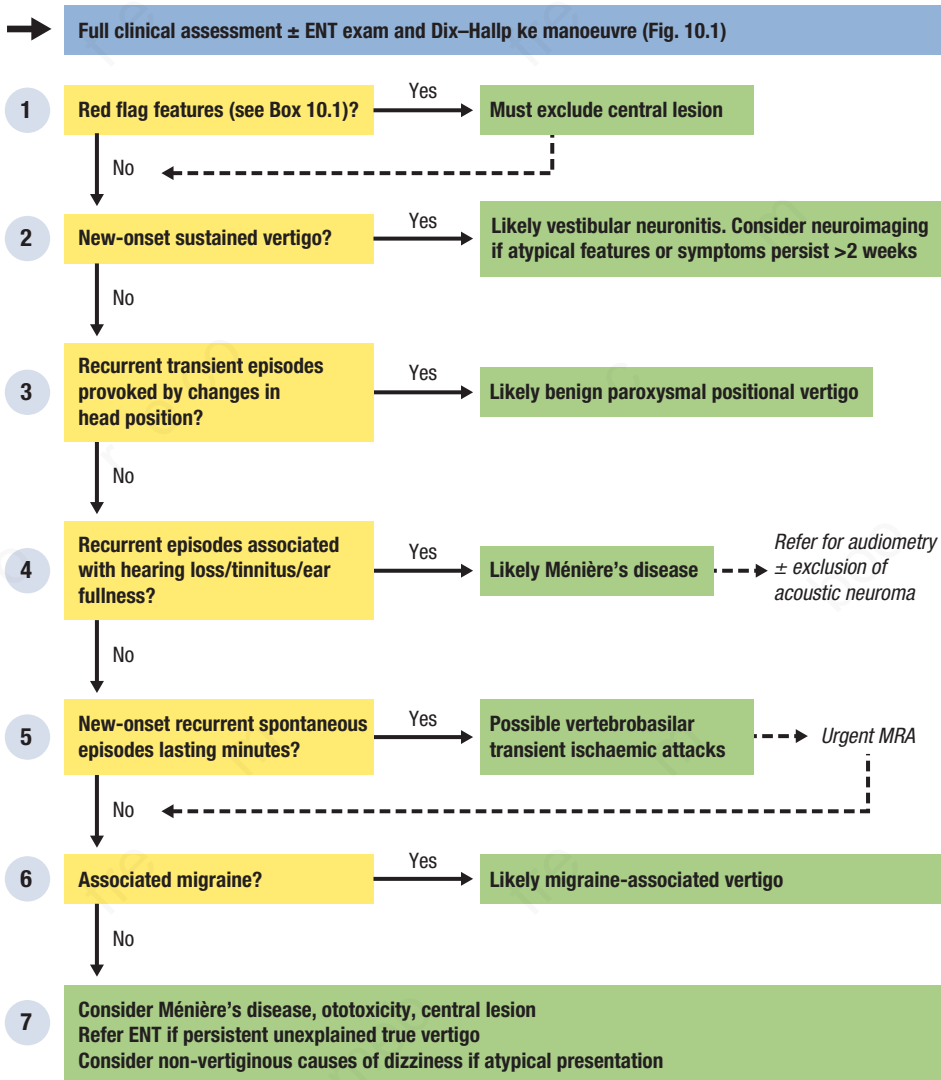 Full clinical assessment ± ENT exam and Dix–Hallp ke manoeuvre (Fig. 10.1)
1
Red flag features (see Box 10.1)?
Yes
Must exclude central lesion
No
2
New-onset sustained vertigo?
Yes
Likely vestibular neuronitis. Consider neuroimaging
if atypical features or symptoms persist >2 weeks
No
3
Recurrent transient episodes
provoked by changes in
head position?
Yes
Likely benign paroxysmal positional vertigo
No
4
Recurrent episodes associated
with hearing loss/tinnitus/ear
fullness?
Yes
Likely Ménière’s disease
Refer for audiometry
± exclusion of
acoustic neuroma
No
5
New-onset recurrent spontaneous
episodes lasting minutes?
Yes
Possible vertebrobasilar
transient ischaemic attacks
Urgent MRA
No
6
Associated migraine?
Yes
Likely migraine-associated vertigo
No
7
Consider Ménière’s disease, ototoxicity, central lesion
Refer ENT if persistent unexplained true vertigo
Consider non-vertiginous causes of dizziness if atypical presentation